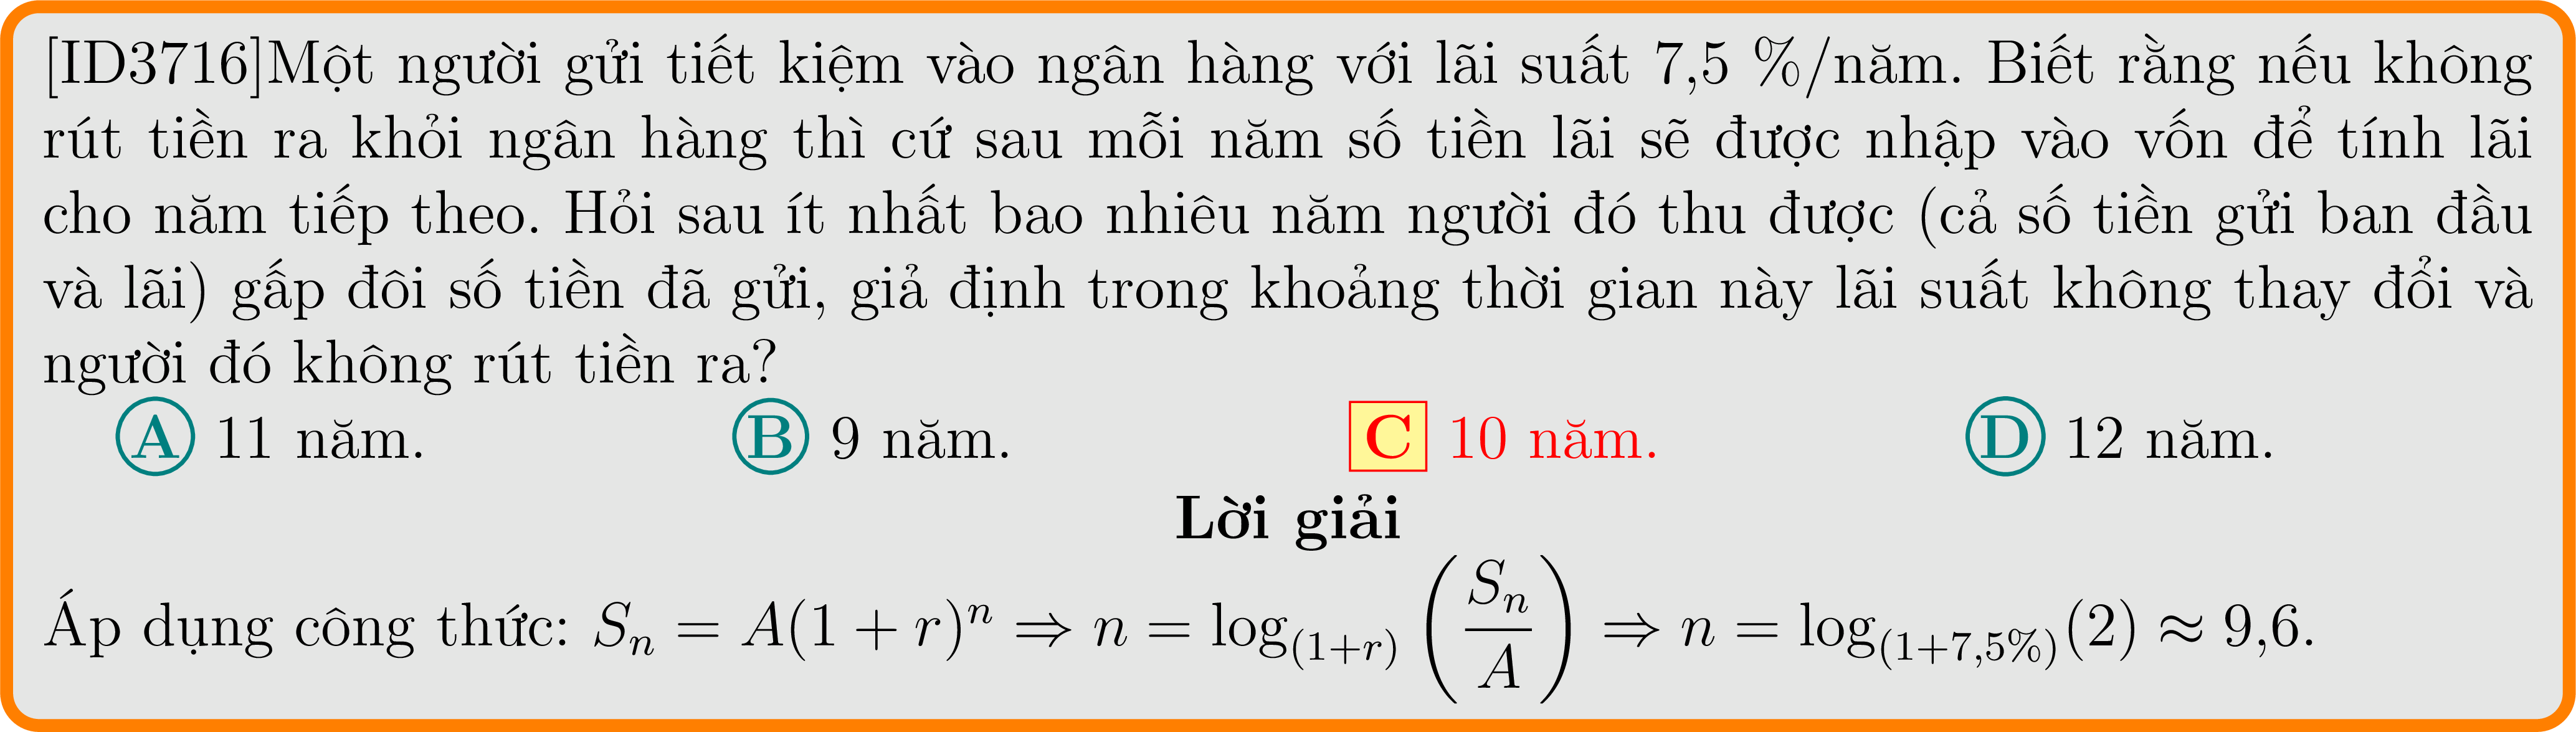 [ID3716]Một người gửi tiết kiệm vào ngân hàng với lãi suất 7,5 %/năm. Biết rằng nếu không
rút tiền ra khỏi ngân hàng thì cứ sau mỗi năm số tiền lãi sẽ được nhập vào vốn để tính lãi
cho năm tiếp theo. Hỏi sau ít nhất bao nhiêu năm người đó thu được (cả số tiền gửi ban đầu
và lãi) gấp đôi số tiền đã gửi, giả định trong khoảng thời gian này lãi suất không thay đổi và
người đó không rút tiền ra?
A 11 năm. B 9 năm. C 10 năm. D 12 năm.
Lời giải
Áp dụng công thức: $S_n = A(1 + r)^n \Rightarrow n = \log_{(1+r)} \left( \frac{S_n}{A} \right) \Rightarrow n = \log_{(1+7,5\%)}(2) \approx 9,6.$